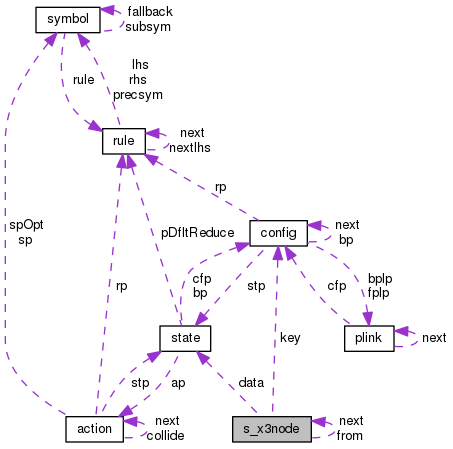 symbol
fallback
subsym
rule
lhs
rhs
precsym
rule
next
nextlhs
rp
spOpt
sp
pDfltReduce
config
next
bp
rp
cfp
bp
stp
cfp
bplp
fplp
state
key
plink
next
stp
ap
data
action
next
collide
s_x3node
next
from